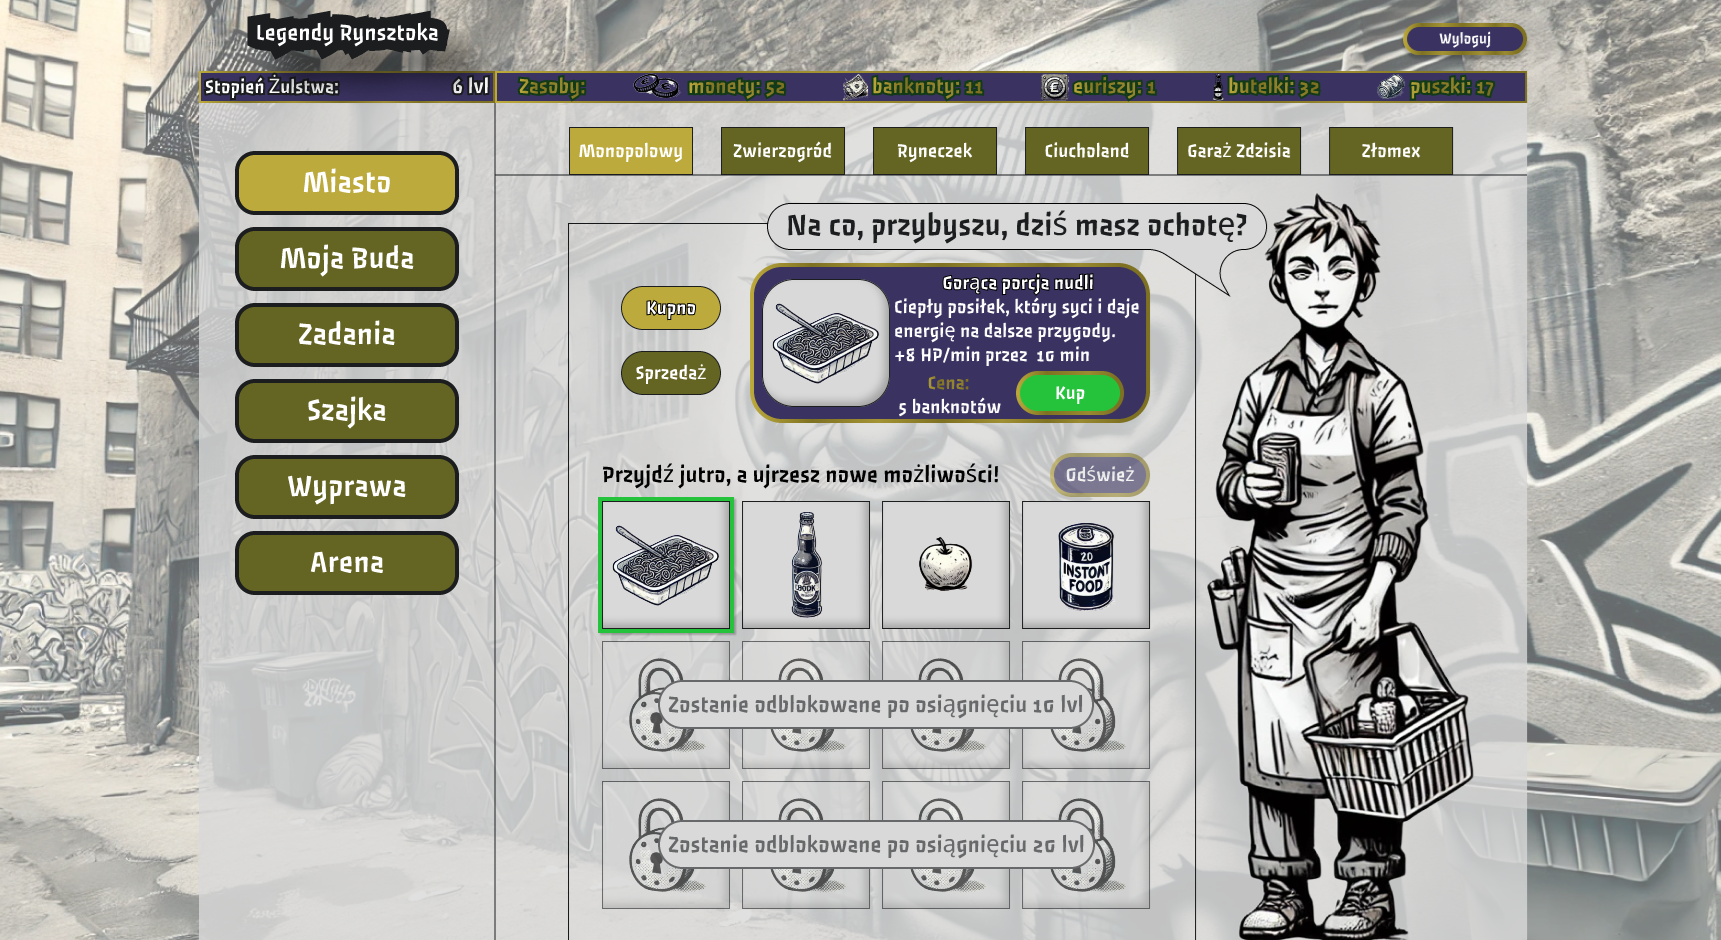 Legendy Rynsztoka
Wyloguj
Stopień Żulstwa: 6 lvl
Zasoby: monety: 52 banknoty: 11 euriszy: 1 butelki: 32 puszki: 17
Monopolowy Zwierzogród Ryneczek Ciucholand Garaż Zdzisia Złomex
Miasto
Moja Buda
Zadania
Szajka
Wyprawa
Arena
Na co, przybyszu, dziś masz ochotę?
Kupno
Sprzedaż
Gorąca porcja nudli
Ciepły posiłek, który syci i daje
energię na dalsze przygody.
+8 HP/min przez 10 min
Cena:
5 banknotów
Kup
Przyjdź jutro, a ujrzesz nowe możliwości!
Odśwież
20
INSTONT
FOOD
Zostanie odblokowane po osiągnięciu 10 lvl
Zostanie odblokowane po osiągnięciu 20 lvl